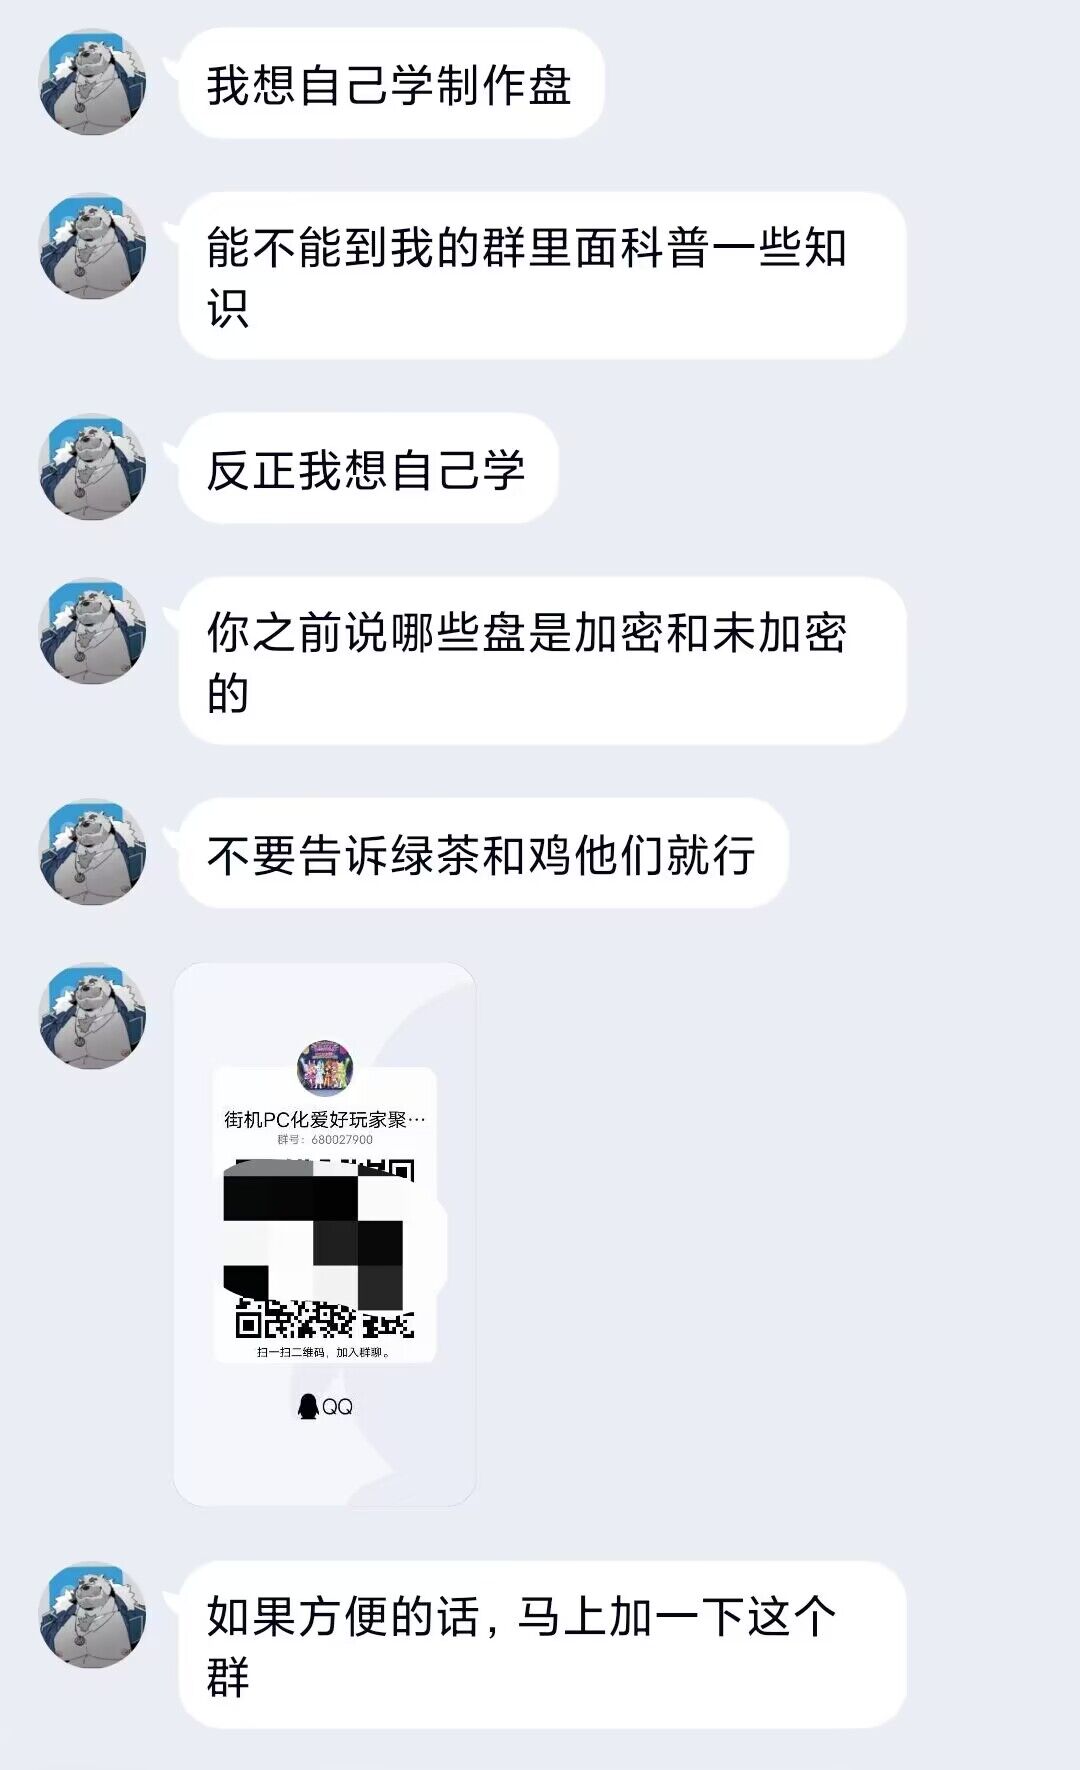 我想自己学制作盘
能不能到我的群里面科普一些知
识
反正我想自己学
你之前说哪些盘是加密和未加密
的
不要告诉绿茶和鸡他们就行
街机PC化爱好玩家聚…
群号：680027900
扫一扫二维码，加入群聊。
QQ
如果方便的话，马上加一下这个
群